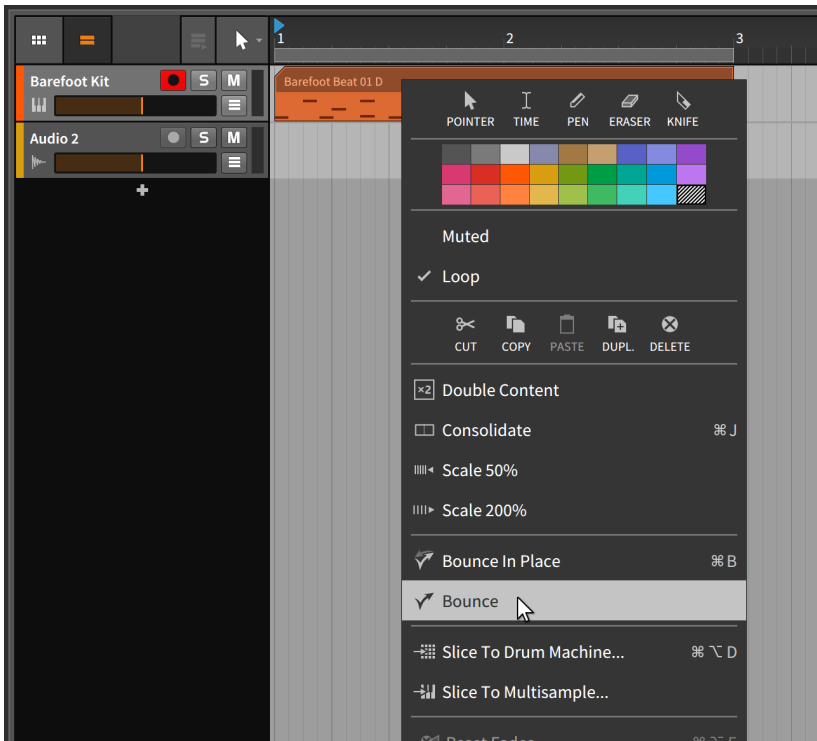 1
2
3
Barefoot Kit
S
M
Barefoot Beat 01 D
Audio 2
S
M
POINTER TIME PEN ERASER KNIFE
Muted
Loop
CUT COPY PASTE DUPL. DELETE
×2 Double Content
Consolidate ⌘ J
Scale 50%
Scale 200%
Bounce In Place ⌘ B
Bounce
Slice To Drum Machine... ⌘ ⌥ D
Slice To Multisample...
Reset Fades